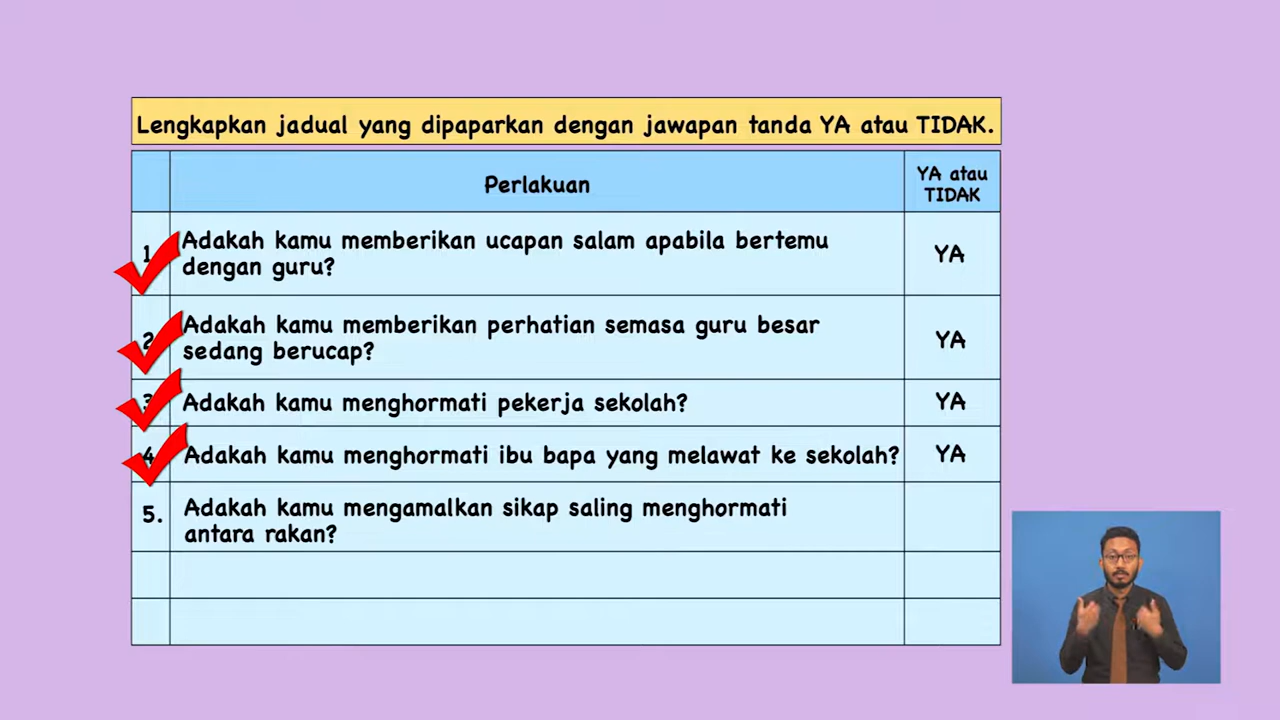 Lengkapkan jadual yang dipaparkan dengan jawapan tanda YA atau TIDAK.
Perlakuan
YA atau
TIDAK
1.
Adakah kamu memberikan ucapan salam apabila bertemu
dengan guru?
YA
2.
Adakah kamu memberikan perhatian semasa guru besar
sedang berucap?
YA
3.
Adakah kamu menghormati pekerja sekolah?
YA
4.
Adakah kamu menghormati ibu bapa yang melawat ke sekolah?
YA
5.
Adakah kamu mengamalkan sikap saling menghormati
antara rakan?